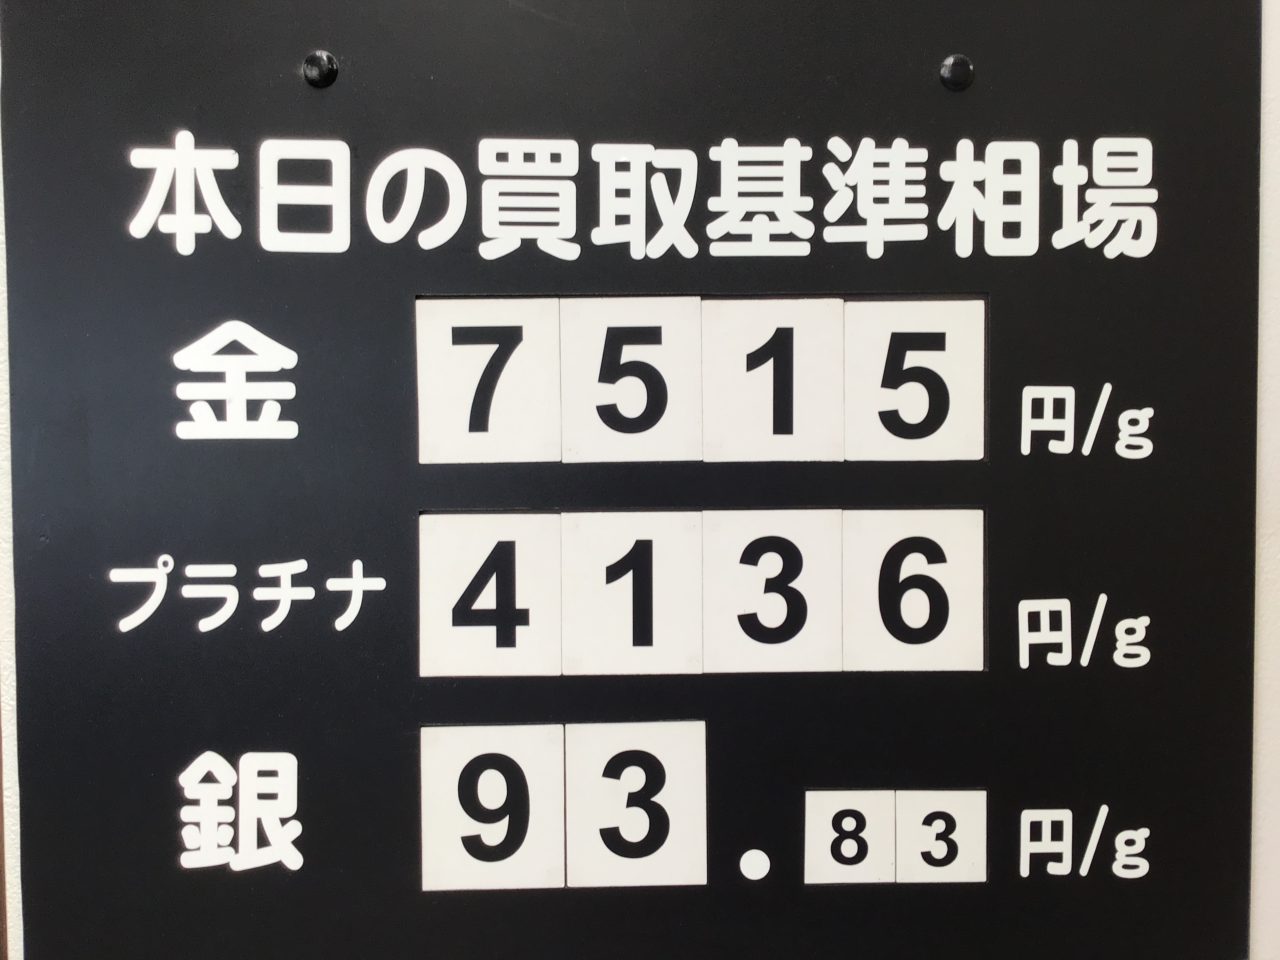 本日の買取基準相場
金 7515 円/g
プラチナ 4136 円/g
銀 93.83 円/g